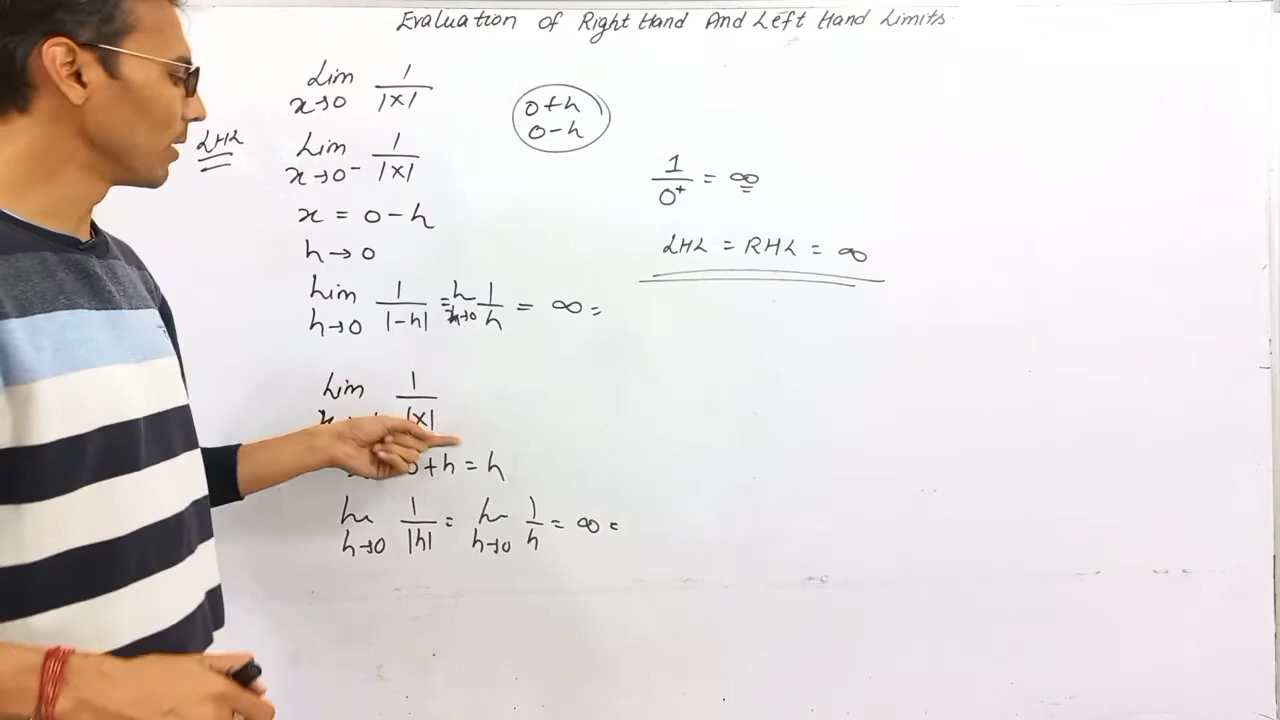 Evaluation of Right Hand And Left Hand Limits.
Lim x→0 1/|x|
LHL Lim x→0⁻ 1/|x|
x = 0 - h
h → 0
Lim h→0 1/|-h| = Lim h→0 1/h = ∞ =
Lim 1/|x|
0 + h = h
Lim h→0 1/|h| = Lim h→0 1/h = ∞ =
0 + h
0 - h
1/0⁺ = ∞
LHL = RHL = ∞